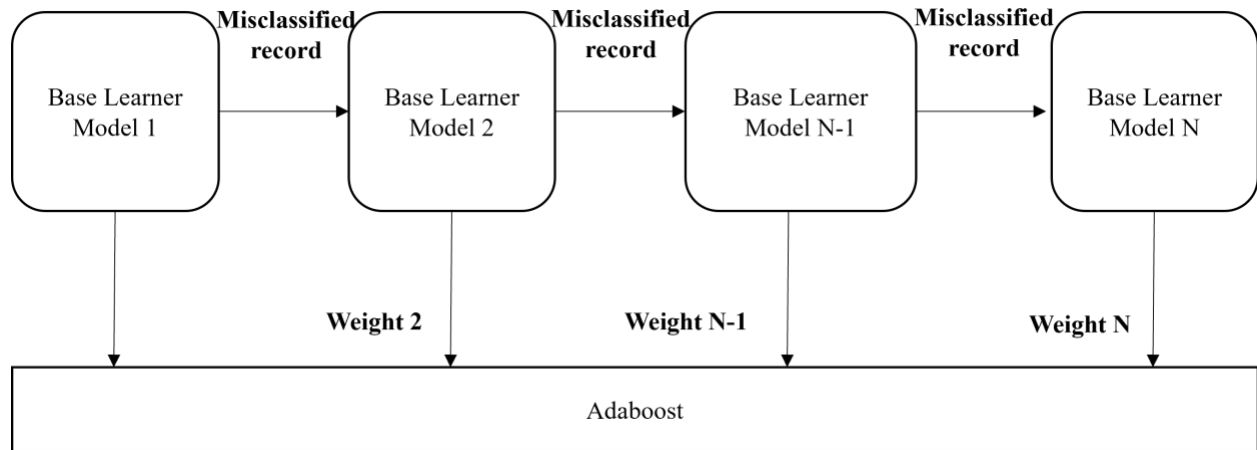 Misclassified
record
Misclassified
record
Misclassified
record
Base Learner
Model 1
Base Learner
Model 2
Base Learner
Model N-1
Base Learner
Model N
Weight 2
Weight N-1
Weight N
Adaboost